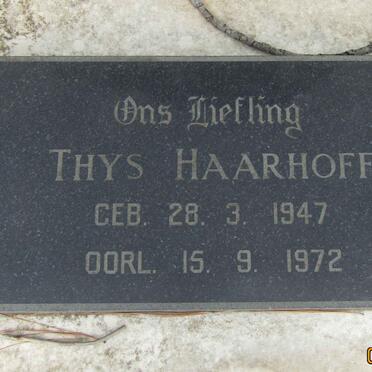 Ons Liefling
THYS HAARHOFF
GEB. 28. 3. 1947
OORL. 15. 9. 1972